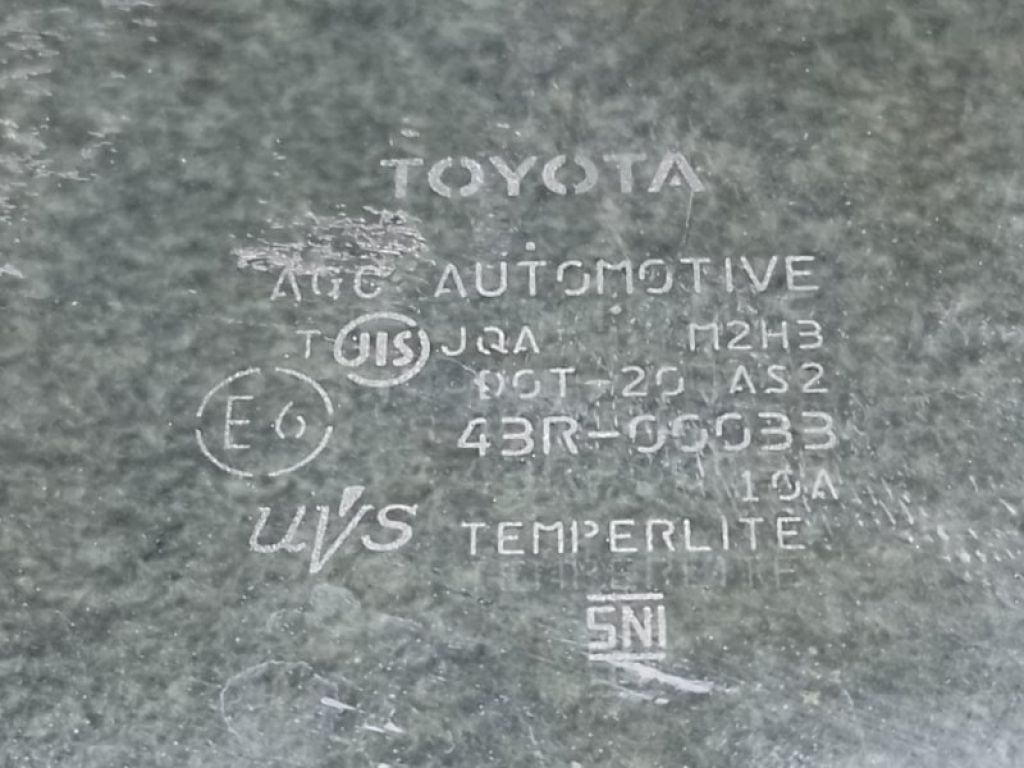 TOYOTA
AGC AUTOMOTIVE
T JIS JQA M2H3
DOT-20 AS2
E6 43R-00033
10A
UVS TEMPERLITE
SNI